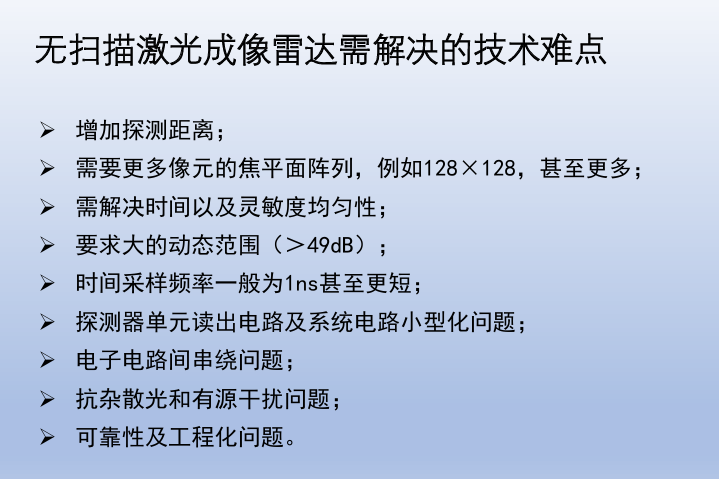 无扫描激光成像雷达需解决的技术难点
➢ 增加探测距离；
➢ 需要更多像元的焦平面阵列，例如128×128，甚至更多；
➢ 需解决时间以及灵敏度均匀性；
➢ 要求大的动态范围（＞49dB）；
➢ 时间采样频率一般为1ns甚至更短；
➢ 探测器单元读出电路及系统电路小型化问题；
➢ 电子电路间串绕问题；
➢ 抗杂散光和有源干扰问题；
➢ 可靠性及工程化问题。